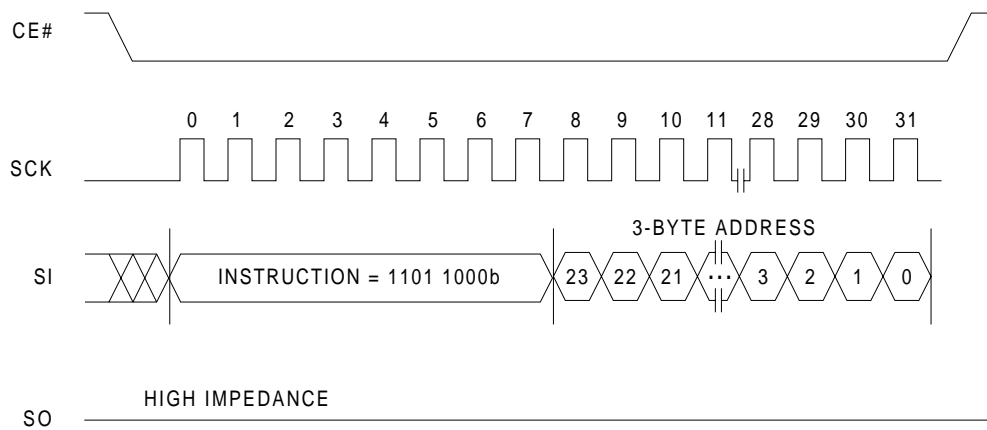 CE#
0 1 2 3 4 5 6 7 8 9 10 11 28 29 30 31
SCK
3-BYTE ADDRESS
SI INSTRUCTION = 1101 1000b 23 22 21 ... 3 2 1 0
HIGH IMPEDANCE
SO